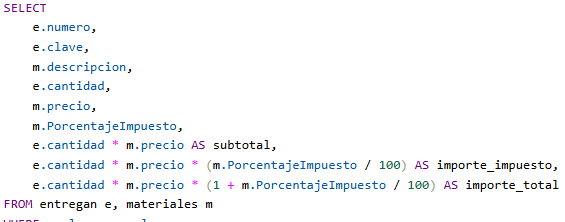 SELECT
e.numero,
e.clave,
m.descripcion,
e.cantidad,
m.precio,
m.PorcentajeImpuesto,
e.cantidad * m.precio AS subtotal,
e.cantidad * m.precio * (m.PorcentajeImpuesto / 100) AS importe_impuesto,
e.cantidad * m.precio * (1 + m.PorcentajeImpuesto / 100) AS importe_total
FROM entregan e, materiales m